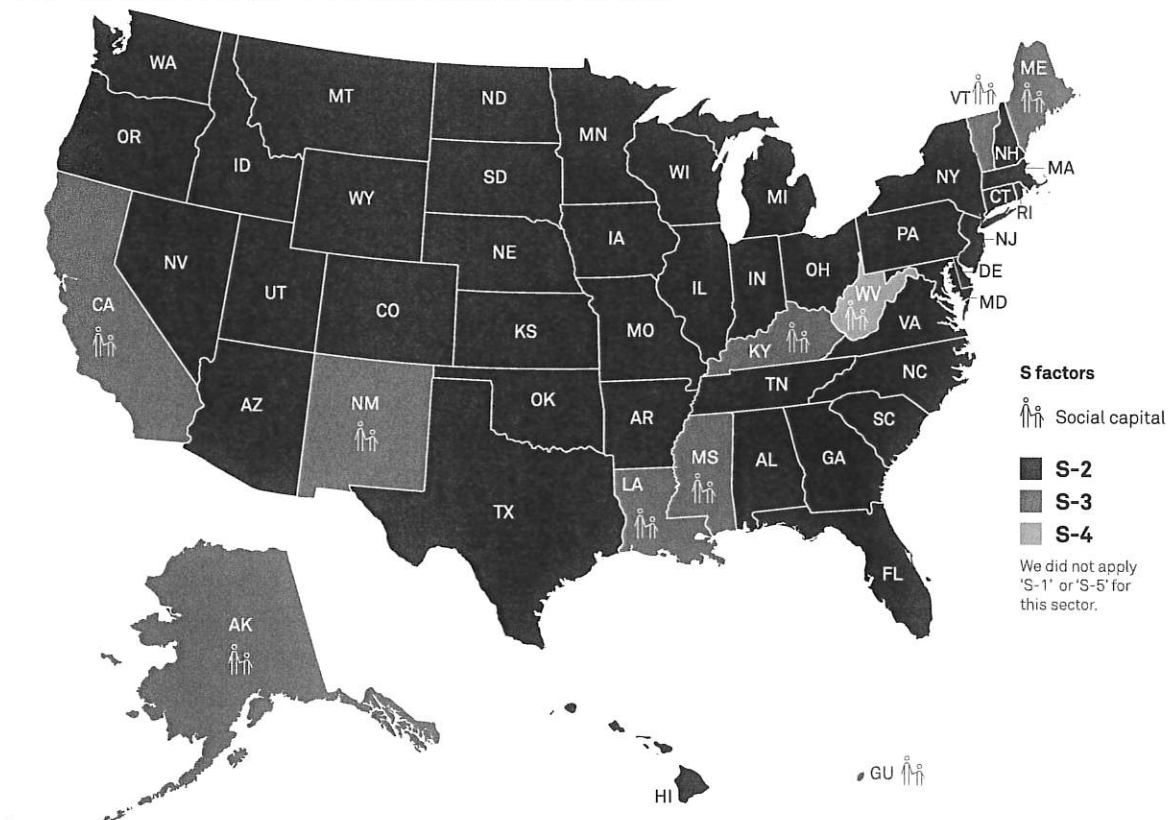 WA
MT
ND
MN
VT
ME
OR
ID
WY
SD
WI
MI
NY
NH
MA
CT
RI
NV
UT
CO
NE
IA
IL
IN
OH
PA
NJ
DE
MD
CA
KS
MO
KY
WV
VA
AZ
NM
OK
AR
TN
NC
SC
TX
LA
MS
AL
GA
FL
AK
HI
GU
S factors
Social capital
S-2
S-3
S-4
We did not apply
'S-1' or 'S-5' for
this sector.